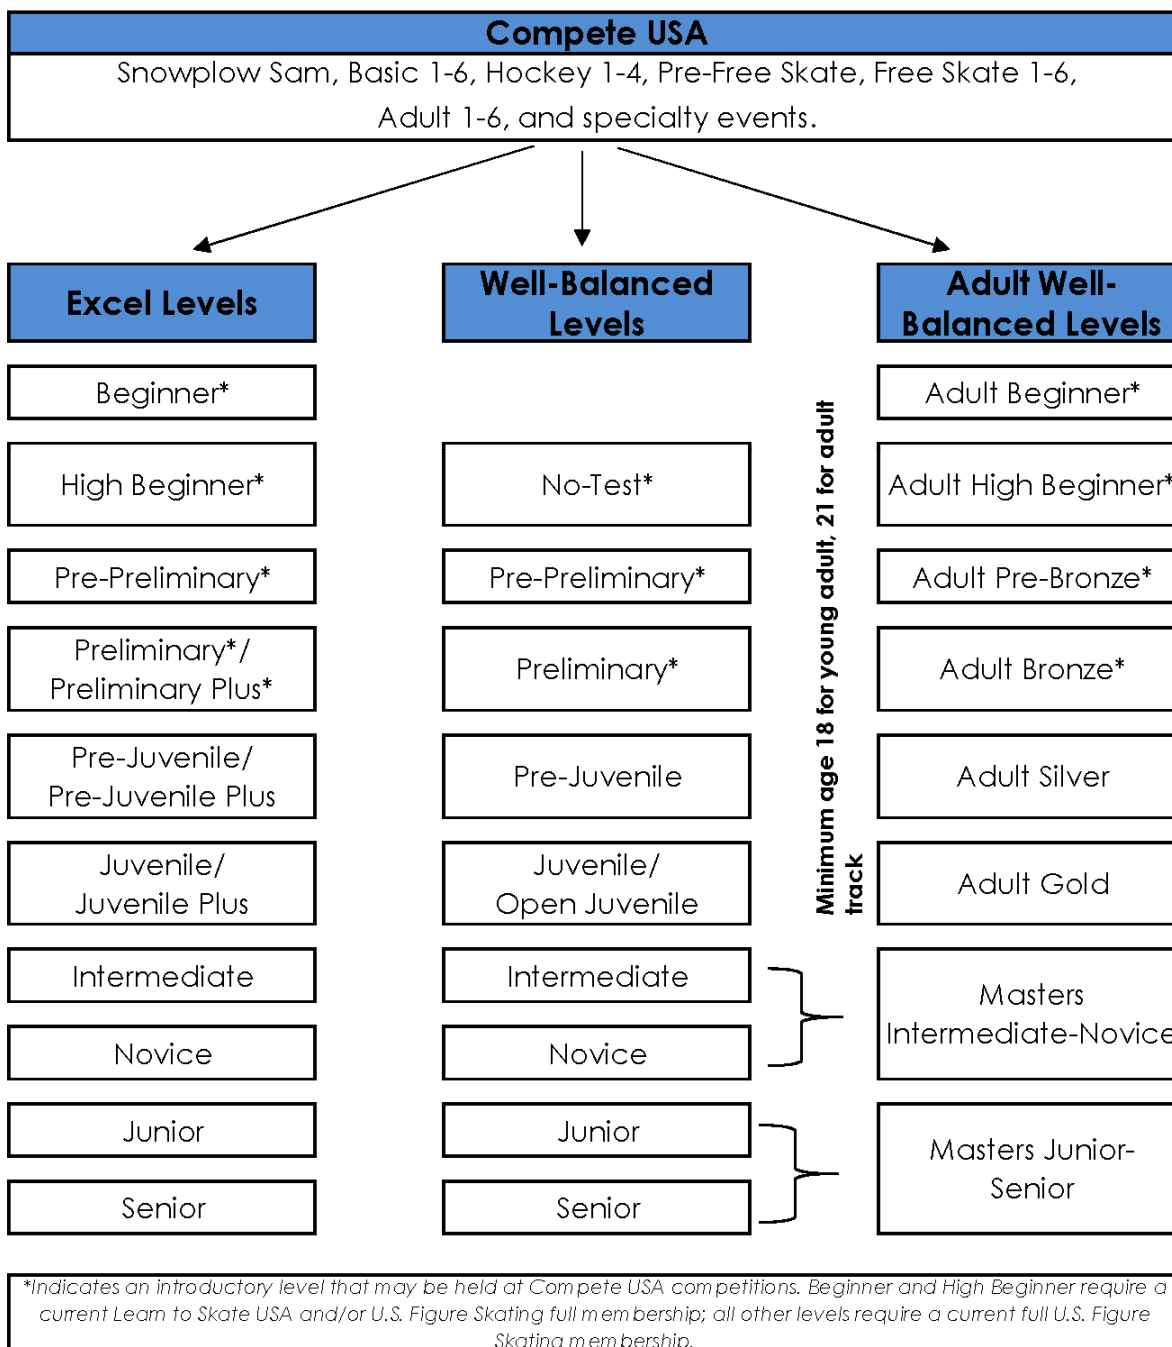 Compete USA
Snowplow Sam, Basic 1-6, Hockey 1-4, Pre-Free Skate, Free Skate 1-6,
Adult 1-6, and specialty events.
Excel Levels
Beginner*
High Beginner*
Pre-Preliminary*
Preliminary*/
Preliminary Plus*
Pre-Juvenile/
Pre-Juvenile Plus
Juvenile/
Juvenile Plus
Intermediate
Novice
Junior
Senior
Well-Balanced
Levels
No-Test*
Pre-Preliminary*
Preliminary*
Pre-Juvenile
Juvenile/
Open Juvenile
Intermediate
Novice
Junior
Senior
Minimum age 18 for young adult, 21 for adult
track
Adult Well-
Balanced Levels
Adult Beginner*
Adult High Beginner*
Adult Pre-Bronze*
Adult Bronze*
Adult Silver
Adult Gold
Masters
Intermediate-Novice
Masters Junior-
Senior
*Indicates an introductory level that may be held at Compete USA competitions. Beginner and High Beginner require a
current Learn to Skate USA and/or U.S. Figure Skating full membership; all other levels require a current full U.S. Figure
Skating membership.